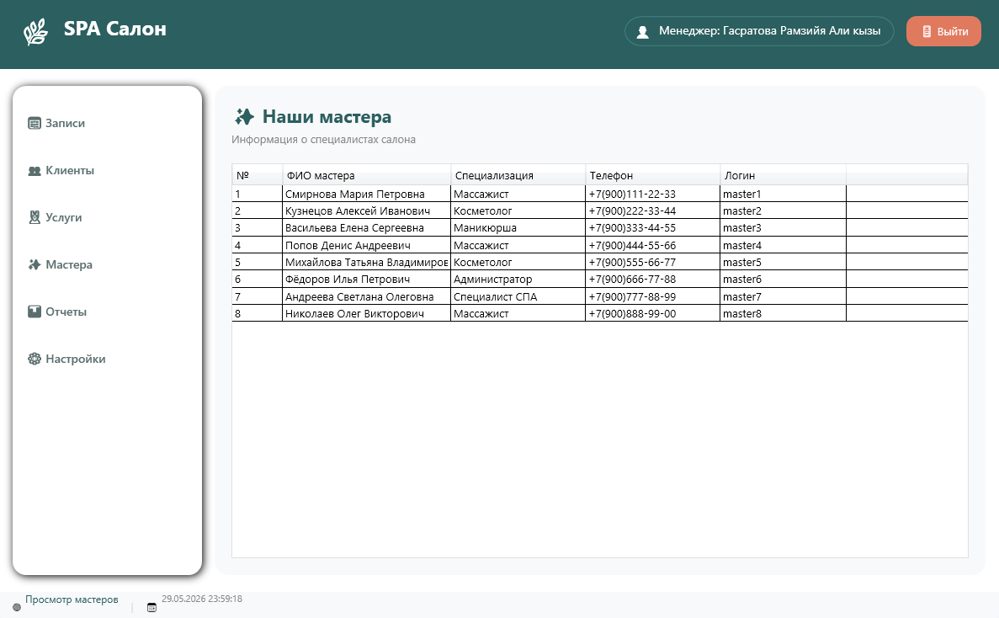 SPA Салон
Менеджер: Гасратова Рамзийя Али кызы
Выйти
Записи
Клиенты
Услуги
Мастера
Отчеты
Настройки
Наши мастера
Информация о специалистах салона
№ ФИО мастера Специализация Телефон Логин
1 Смирнова Мария Петровна Массажист +7(900)111-22-33 master1
2 Кузнецов Алексей Иванович Косметолог +7(900)222-33-44 master2
3 Васильева Елена Сергеевна Маникюрша +7(900)333-44-55 master3
4 Попов Денис Андреевич Массажист +7(900)444-55-66 master4
5 Михайлова Татьяна Владимиров Косметолог +7(900)555-66-77 master5
6 Фёдоров Илья Петрович Администратор +7(900)666-77-88 master6
7 Андреева Светлана Олеговна Специалист СПА +7(900)777-88-99 master7
8 Николаев Олег Викторович Массажист +7(900)888-99-00 master8
Просмотр мастеров
29.05.2026 23:59:18